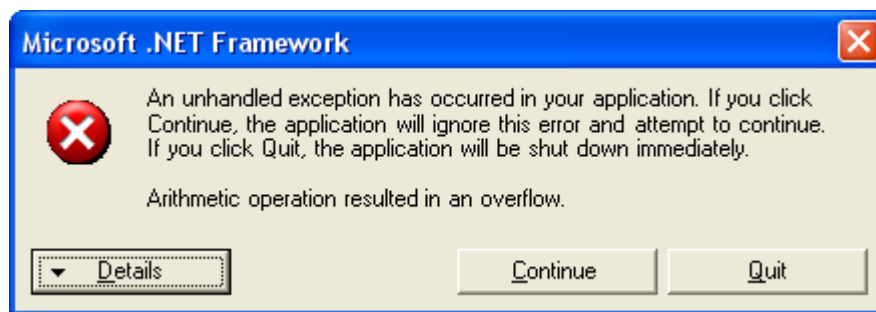 Microsoft .NET Framework
An unhandled exception has occurred in your application. If you click
Continue, the application will ignore this error and attempt to continue.
If you click Quit, the application will be shut down immediately.
Arithmetic operation resulted in an overflow.
Details
Continue
Quit